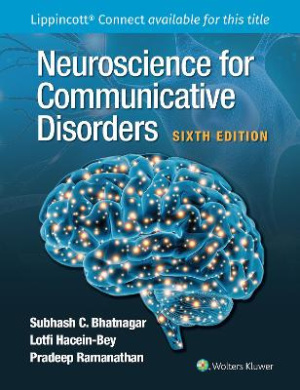 Lippincott® Connect available for this title
Neuroscience for
Communicative
Disorders SIXTH EDITION
Subhash C. Bhatnagar
Lotfi Hacein-Bey
Pradeep Ramanathan
Wolters Kluwer